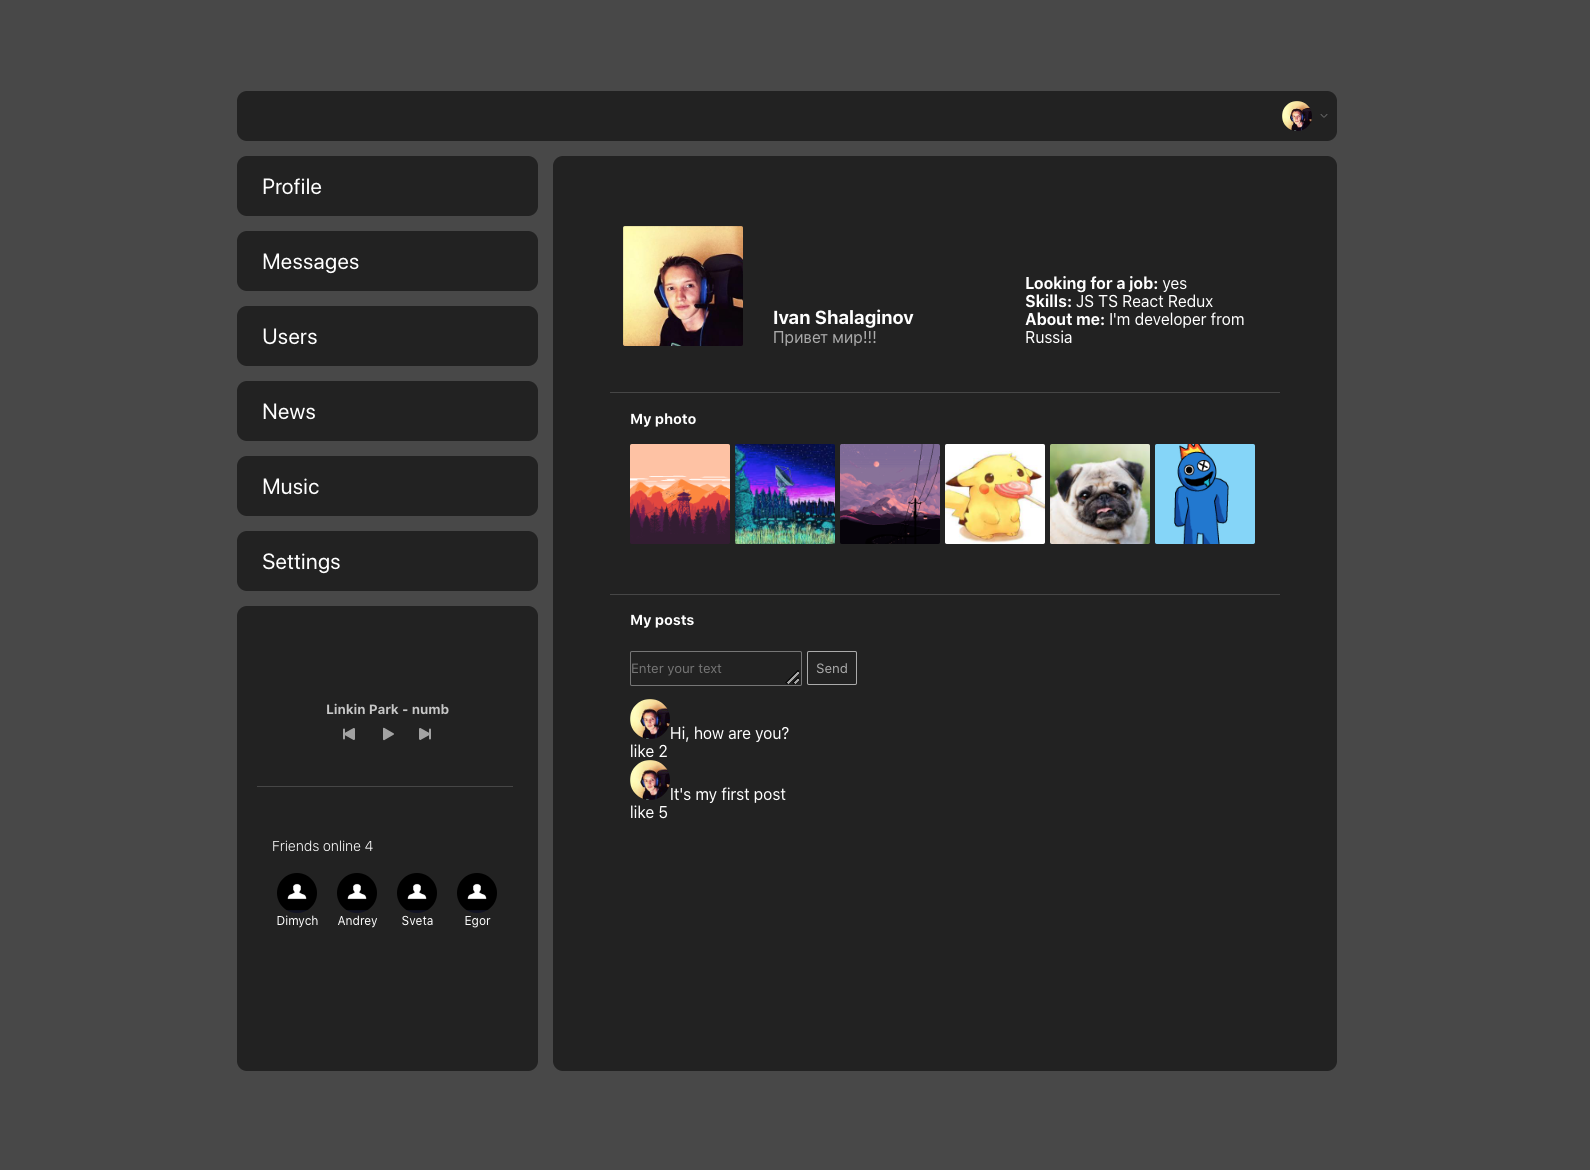 Profile
Messages
Users
News
Music
Settings
Linkin Park - numb
Friends online 4
Dimych Andrey Sveta Egor
Ivan Shalaginov
Привет мир!!!
Looking for a job: yes
Skills: JS TS React Redux
About me: I'm developer from
Russia
My photo
My posts
Enter your text
Send
Hi, how are you?
like 2
It's my first post
like 5